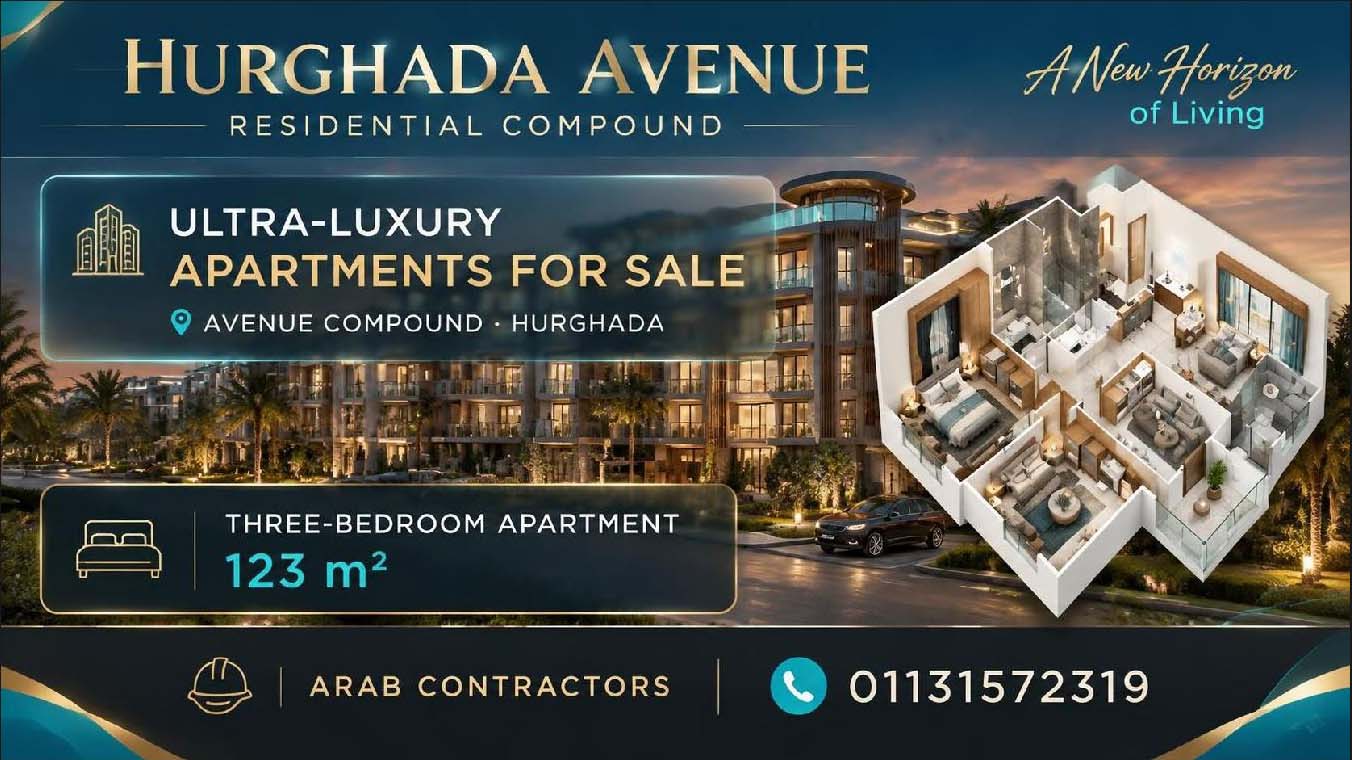 HURGHADA AVENUE
RESIDENTIAL COMPOUND
A New Horizon
of Living
ULTRA-LUXURY
APARTMENTS FOR SALE
AVENUE COMPOUND · HURGHADA
THREE-BEDROOM APARTMENT
123 m²
ARAB CONTRACTORS
01131572319